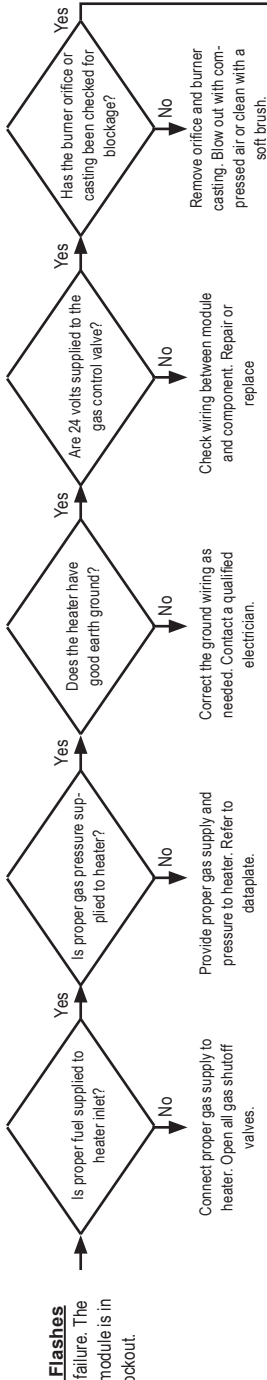 Flashes
failure. The
module is in
Is proper fuel supplied to
heater inlet?
Yes
No
Connect proper gas supply to
heater. Open all gas shutoff
valves.
Is proper gas pressure sup-
plied to heater?
Yes
No
Provide proper gas supply and
pressure to heater. Refer to
dataplate.
Does the heater have
good earth ground?
Yes
No
Correct the ground wiring as
needed. Contact a qualified
electrician.
Are 24 volts supplied to the
gas control valve?
Yes
No
Check wiring between module
and component. Repair or
replace
Has the burner orifice or
casting been checked for
blockage?
Yes
No
Remove orifice and burner
casting. Blow out with com-
pressed air or clean with a
soft brush.